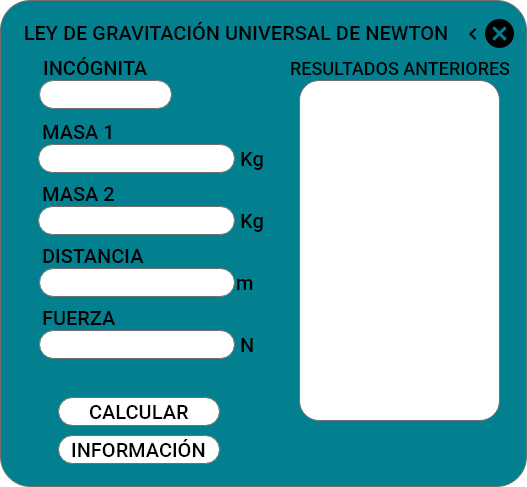 LEY DE GRAVITACIÓN UNIVERSAL DE NEWTON <
INCÓGNITA
RESULTADOS ANTERIORES
MASA 1
Kg
MASA 2
Kg
DISTANCIA
m
FUERZA
N
CALCULAR
INFORMACIÓN